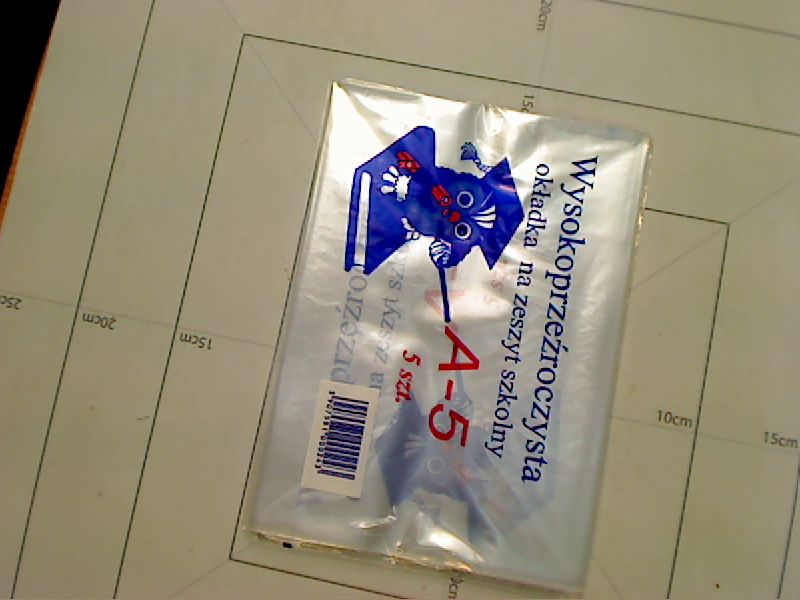 Wysokoprzeźroczysta
okładka na zeszyt szkolny
A-5
5 szt.
20cm
15cm
10cm
15cm
20cm
25cm